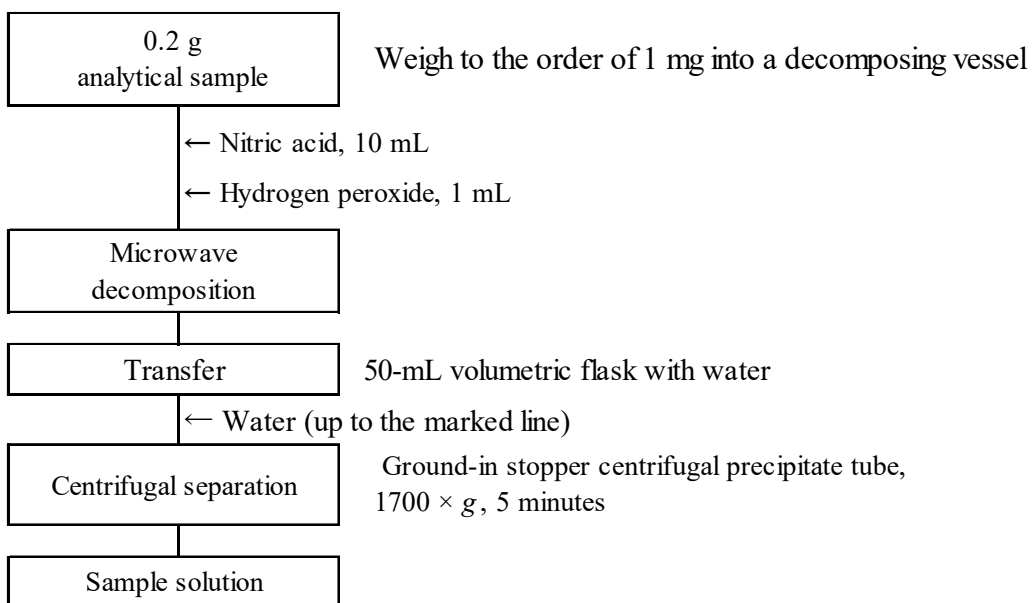 0.2 g
analytical sample
Weigh to the order of 1 mg into a decomposing vessel
← Nitric acid, 10 mL
← Hydrogen peroxide, 1 mL
Microwave
decomposition
Transfer
50-mL volumetric flask with water
← Water (up to the marked line)
Centrifugal separation
Ground-in stopper centrifugal precipitate tube,
1700 × g, 5 minutes
Sample solution